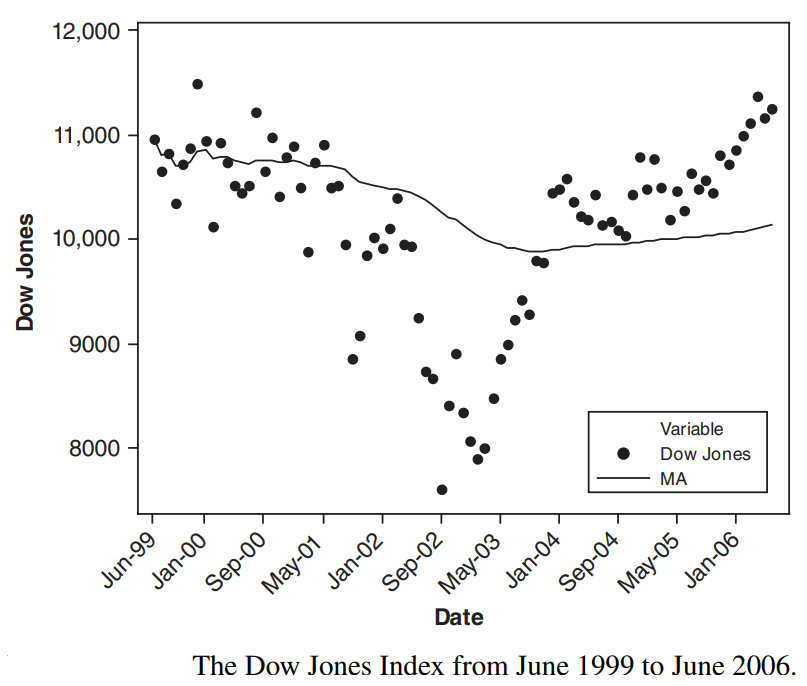 12,000
11,000
10,000
9000
8000
Dow Jones
Variable
Dow Jones
MA
Jun-99
Jan-00
Sep-00
May-01
Jan-02
Sep-02
May-03
Jan-04
Sep-04
May-05
Jan-06
Date
The Dow Jones Index from June 1999 to June 2006.